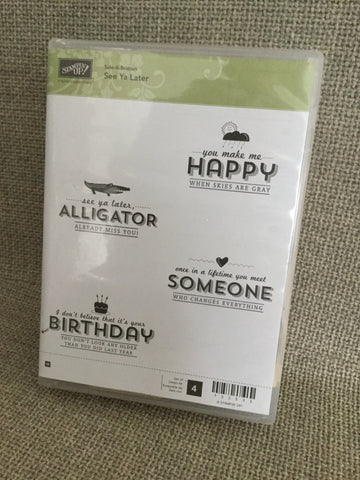 STAMPIN' UP!
See Ya Later
you make me
HAPPY
WHEN SKIES ARE GRAY
see ya later,
ALLIGATOR
ALREADY MISS YOU!
once in a lifetime you meet
SOMEONE
WHO CHANGES EVERYTHING
I don't believe that it's your
BIRTHDAY
YOU DON'T LOOK ANY OLDER
THAN YOU DID LAST YEAR
4